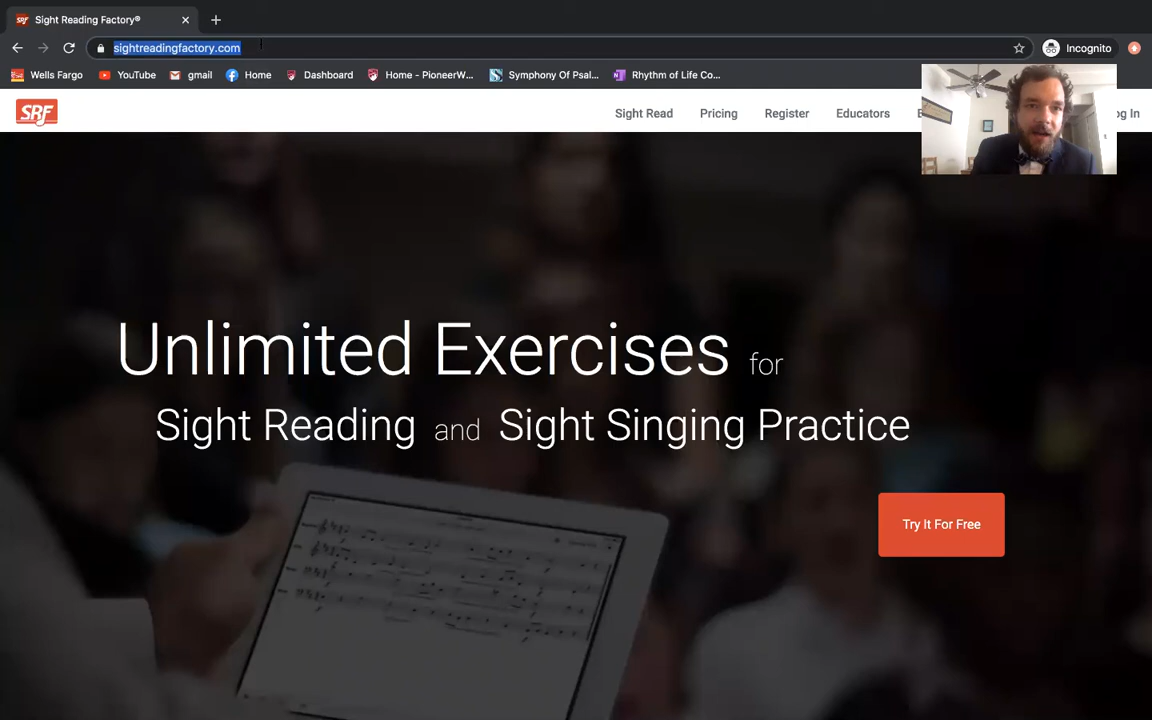 Sight Reading Factory®
sightreadingfactory.com
Incognito
Wells Fargo
YouTube
gmail
Home
Dashboard
Home - PioneerW...
Symphony Of Psal...
Rhythm of Life Co...
SRF
Sight Read
Pricing
Register
Educators
og In
Unlimited Exercises for
Sight Reading and Sight Singing Practice
Try It For Free